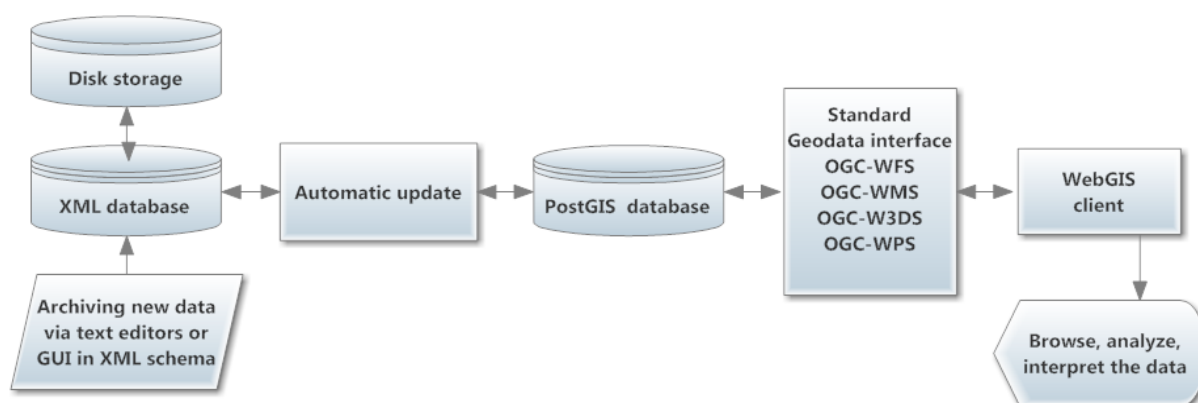 Disk storage
XML database
Archiving new data
via text editors or
GUI in XML schema
Automatic update
PostGIS database
Standard
Geodata interface
OGC-WFS
OGC-WMS
OGC-W3DS
OGC-WPS
WebGIS
client
Browse, analyze,
interpret the data